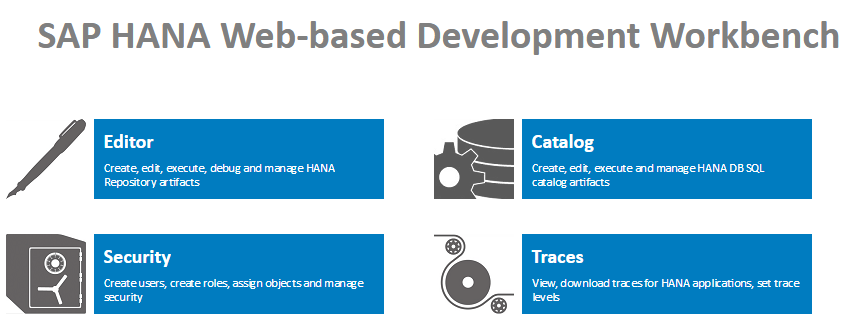 SAP HANA Web-based Development Workbench
Editor
Create, edit, execute, debug and manage HANA
Repository artifacts
Catalog
Create, edit, execute and manage HANA DB SQL
catalog artifacts
Security
Create users, create roles, assign objects and manage
security
Traces
View, download traces for HANA applications, set trace
levels